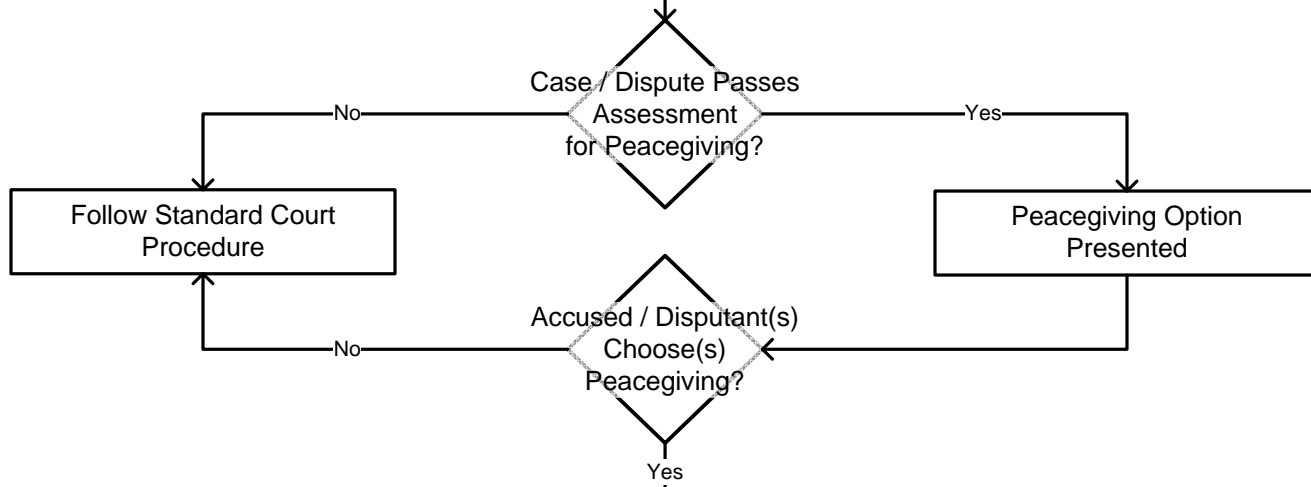 Case / Dispute Passes
Assessment
for Peacegiving?
No
Yes
Follow Standard Court
Procedure
Peacegiving Option
Presented
Accused / Disputant(s)
Choose(s)
Peacegiving?
No
Yes